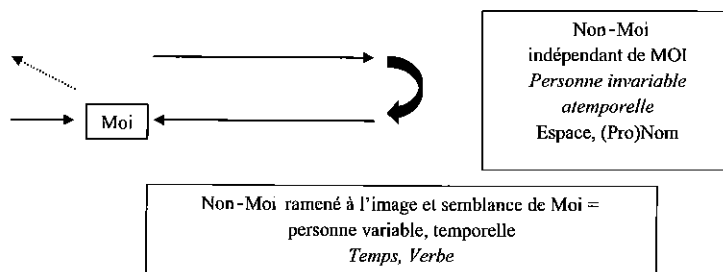 Non-Moi
indépendant de MOI
Personne invariable
atemporelle
Espace, (Pro)Nom
Moi
Non-Moi ramené à l'image et semblance de Moi =
personne variable, temporelle
Temps, Verbe